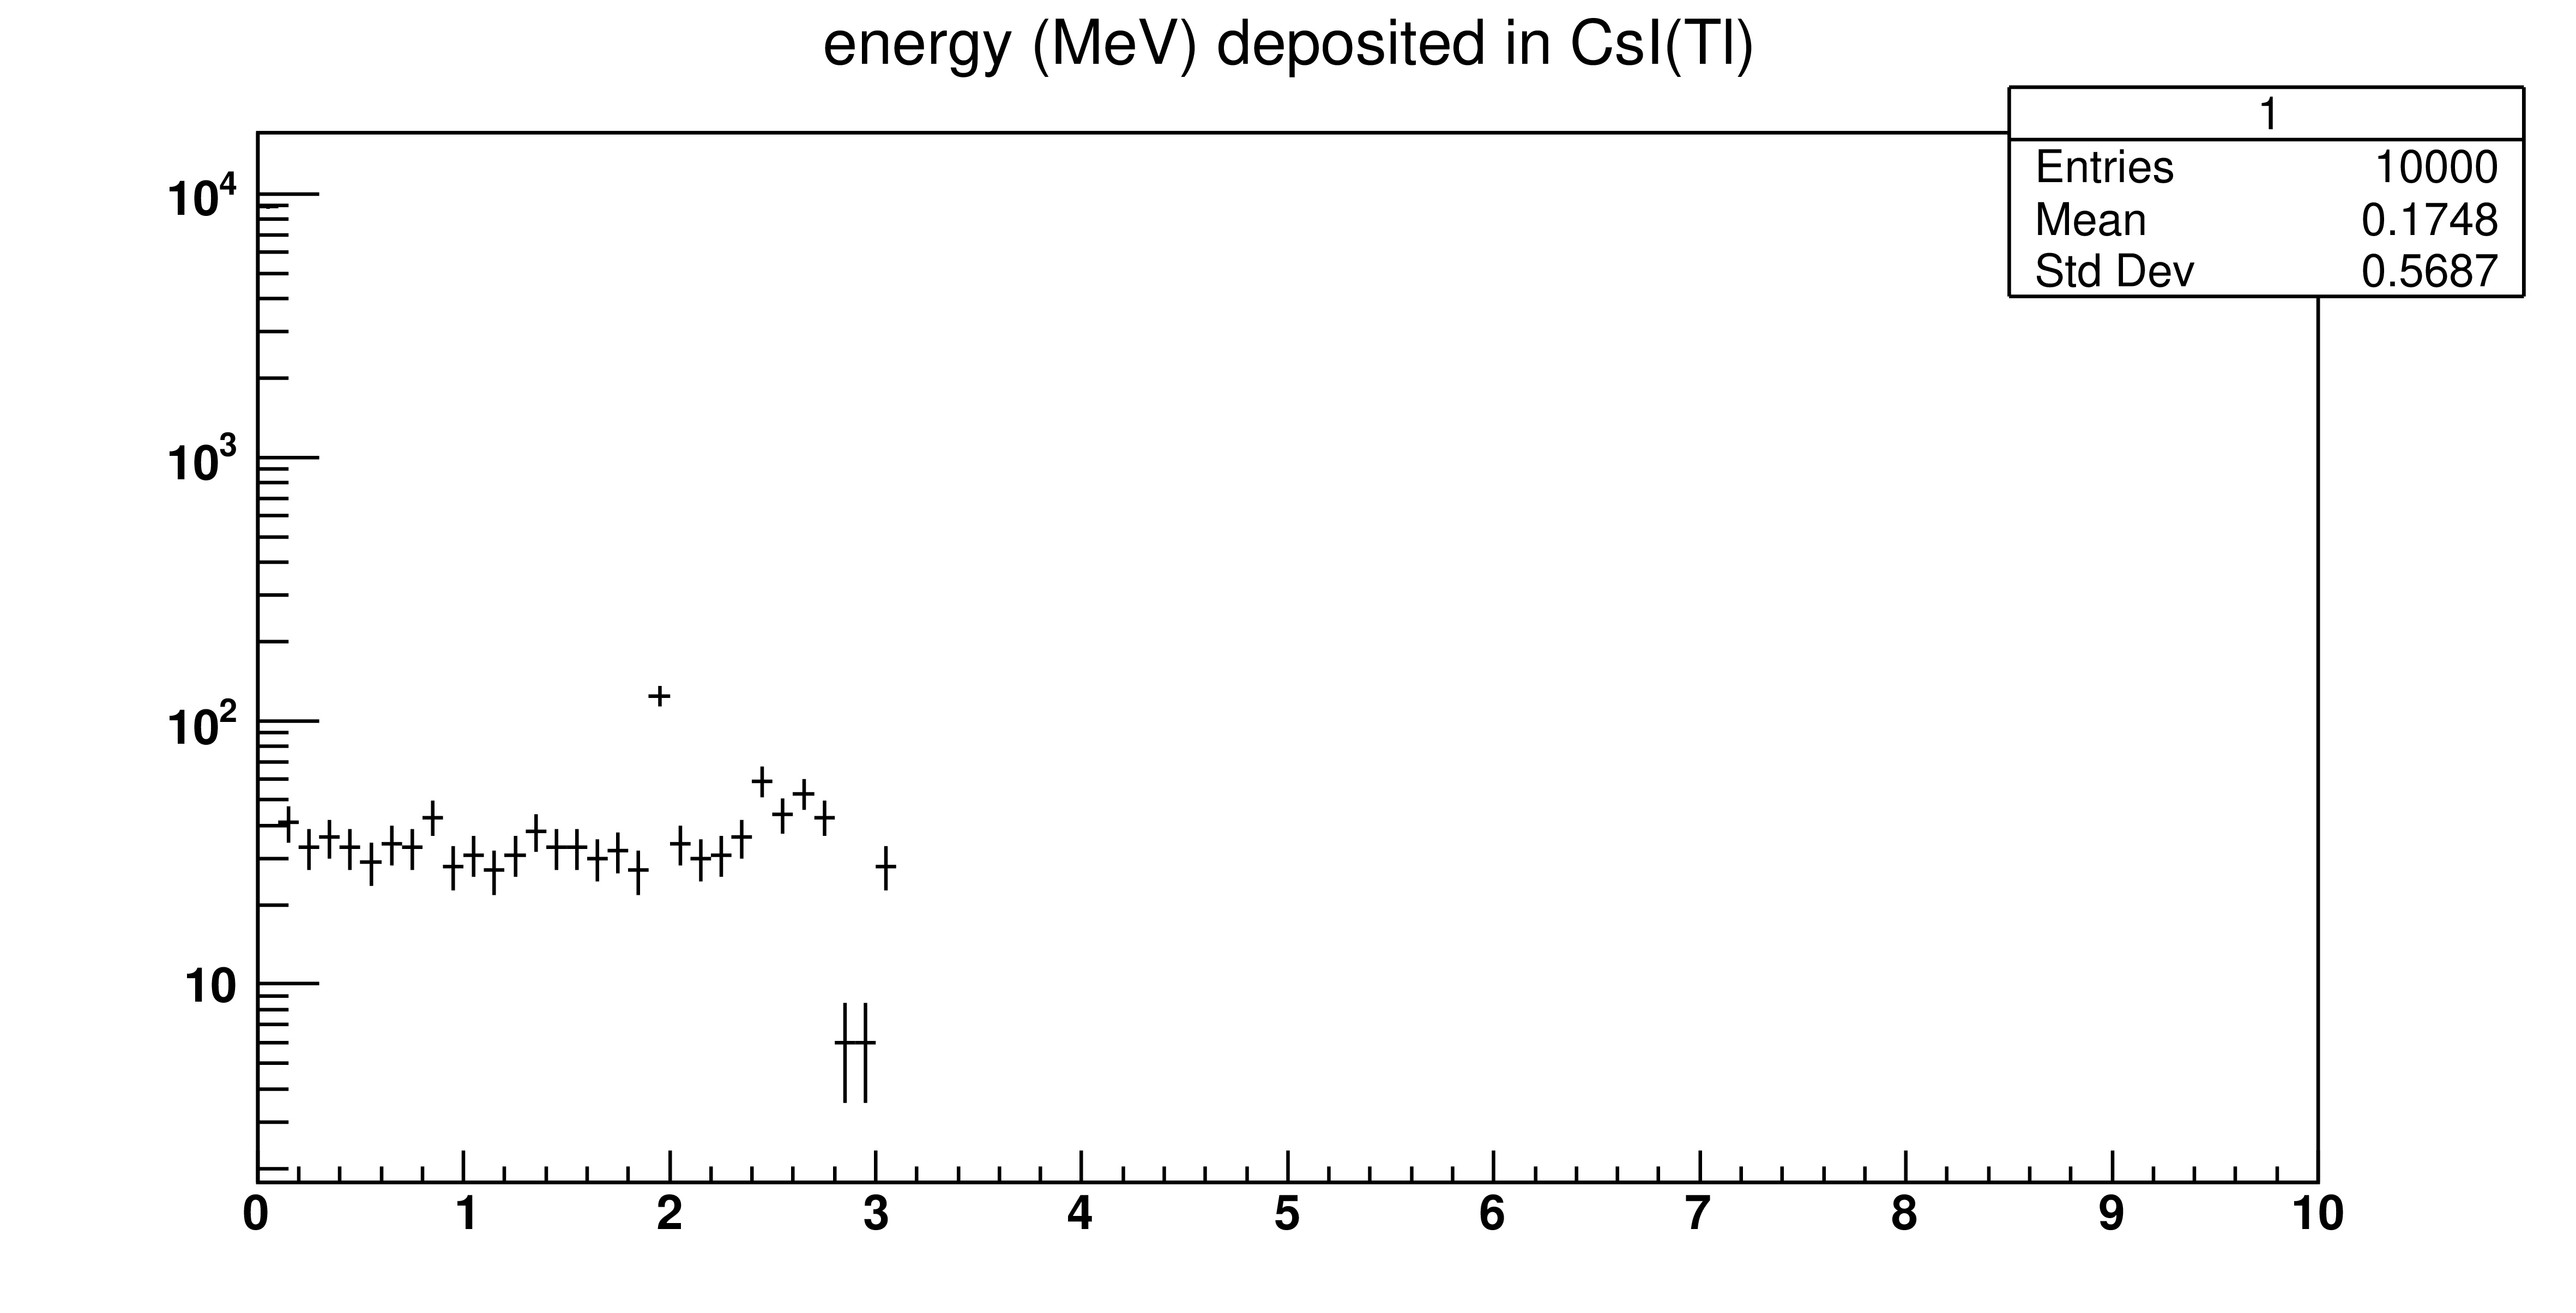 energy (MeV) deposited in CsI(Tl)
1
Entries 10000
Mean 0.1748
Std Dev 0.5687
10⁴
10³
10²
10
0 1 2 3 4 5 6 7 8 9 10